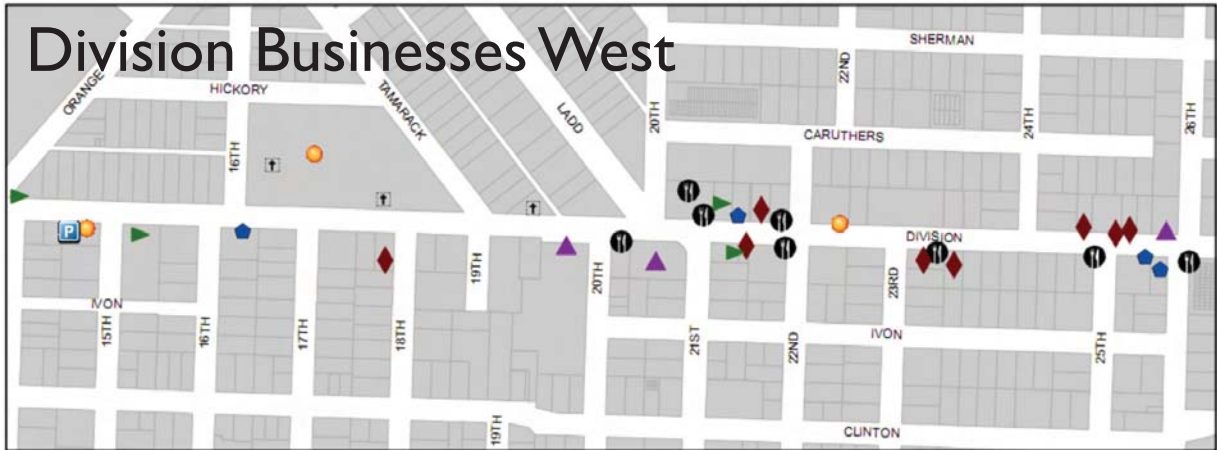 Division Businesses West
SHERMAN
22ND
ORANGE
HICKORY
TAMARACK
LADD
20TH
24TH
26TH
CARUTHERS
16TH
P
DIVISION
19TH
20TH
23RD
IVON
15TH
16TH
17TH
18TH
21ST
22ND
IVON
25TH
19TH
CLINTON